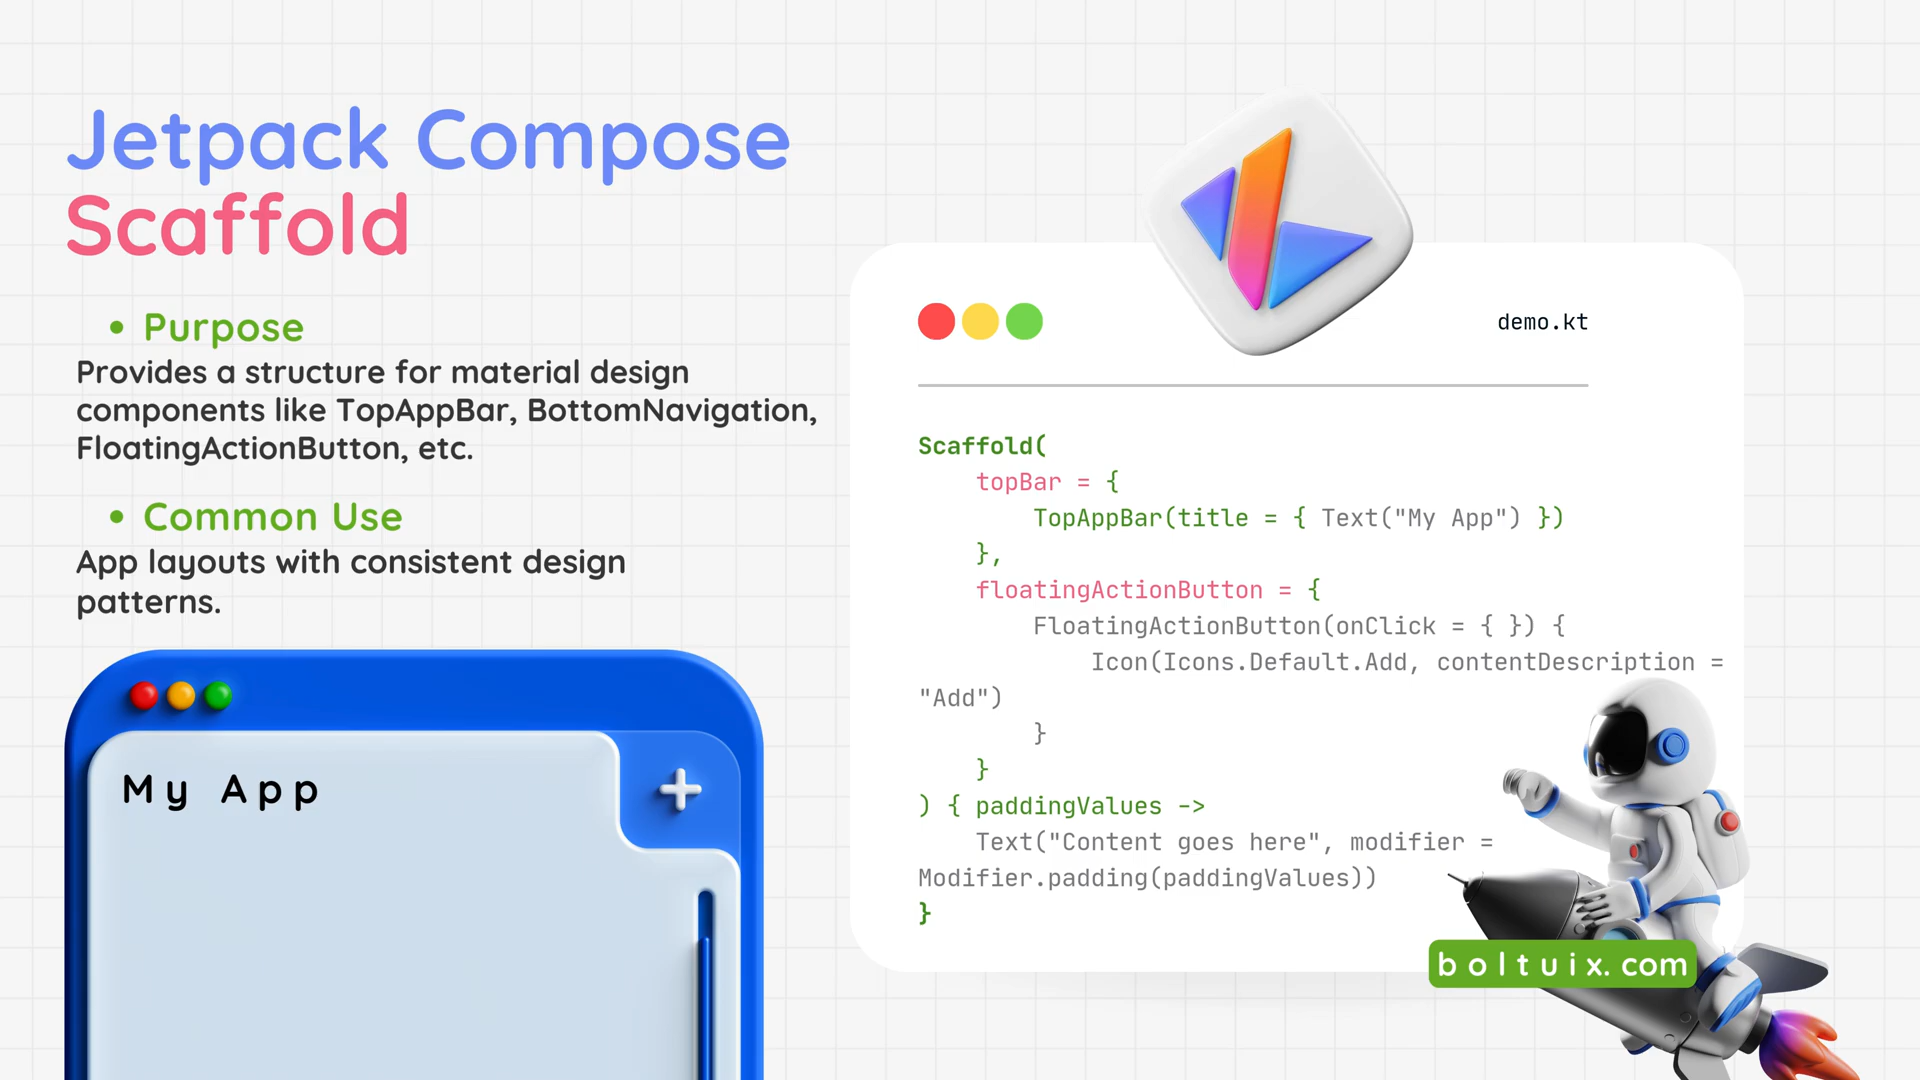 Jetpack Compose
Scaffold
• Purpose
Provides a structure for material design
components like TopAppBar, BottomNavigation,
FloatingActionButton, etc.
• Common Use
App layouts with consistent design
patterns.
My App
demo.kt
Scaffold(
    topBar = {
        TopAppBar(title = { Text("My App") })
    },
    floatingActionButton = {
        FloatingActionButton(onClick = { }) {
            Icon(Icons.Default.Add, contentDescription =
"Add")
        }
    }
) { paddingValues ->
    Text("Content goes here", modifier =
Modifier.padding(paddingValues))
}
boltuix.com